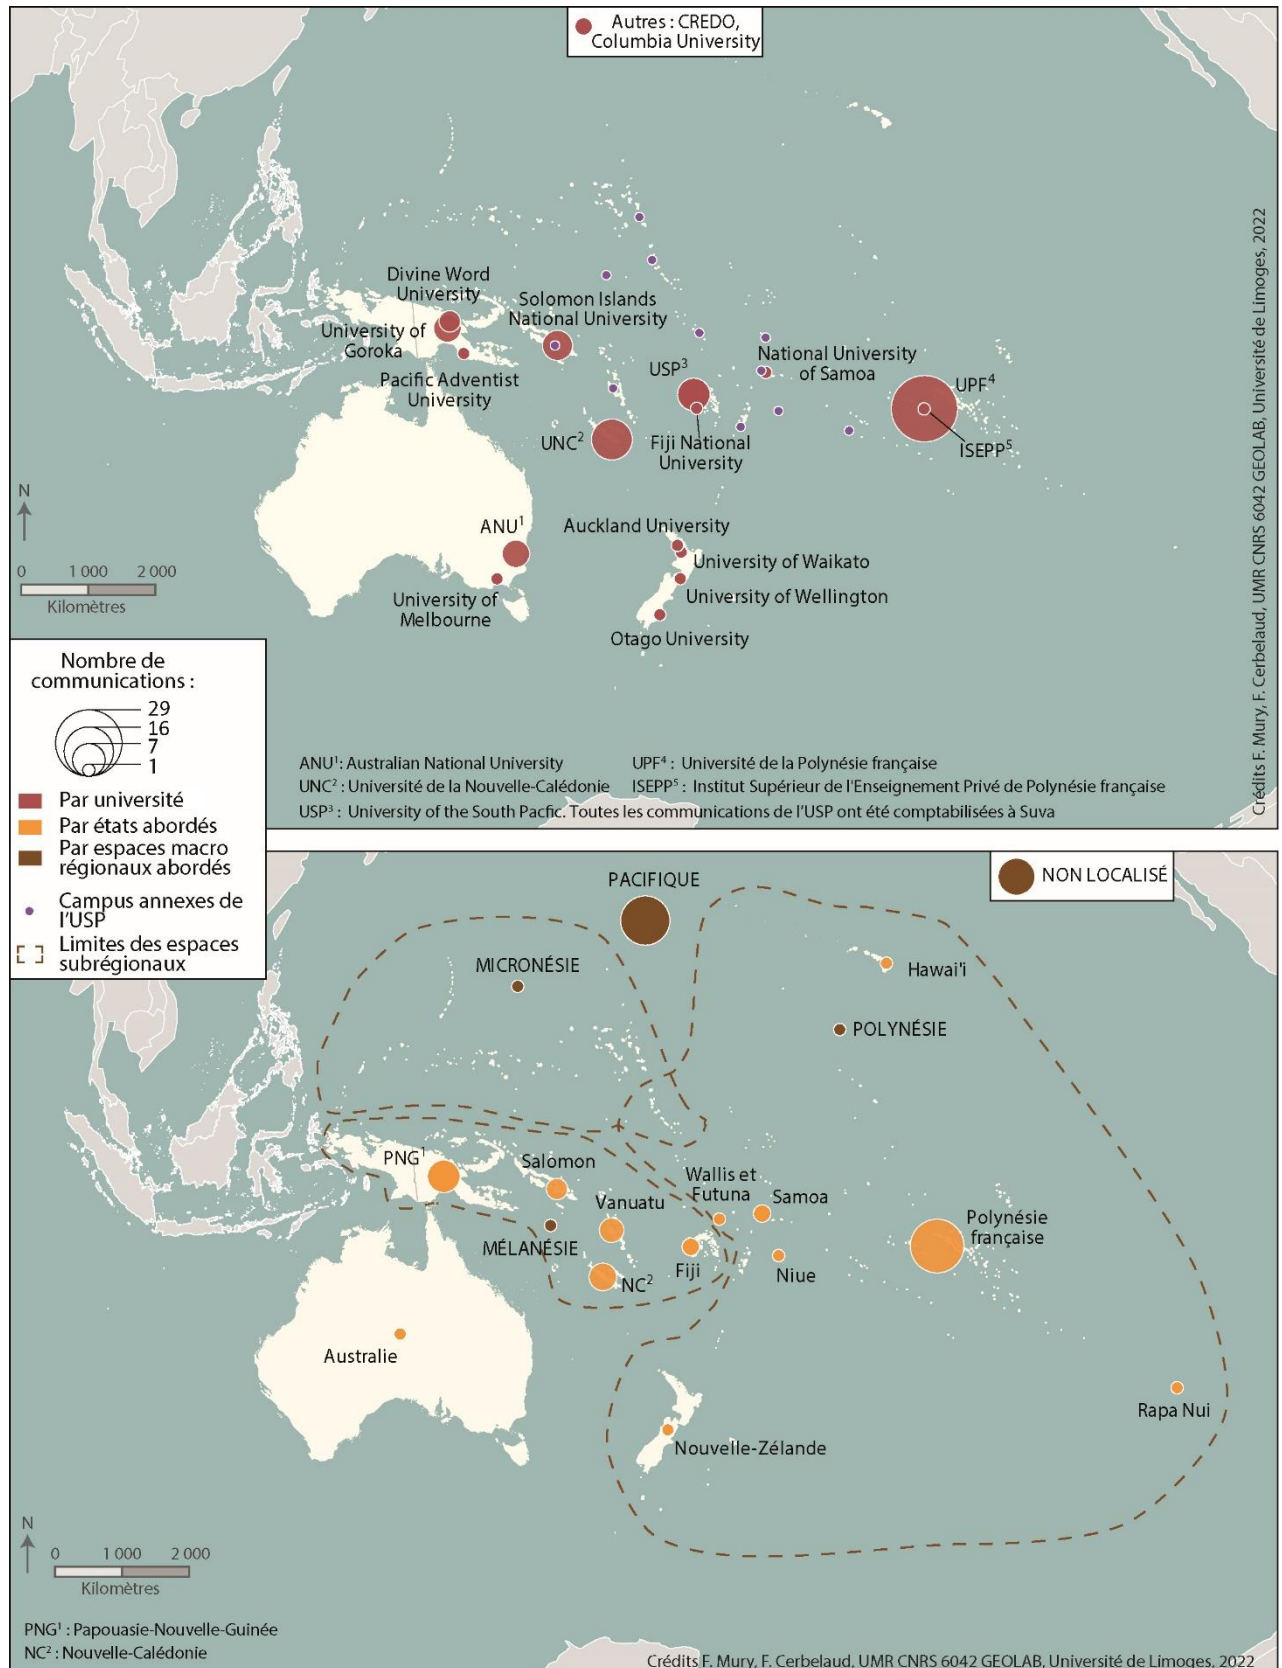 Autres : CREDO,
Columbia University
Divine Word
University
Solomon Islands
National University
University of
Goroka
Pacific Adventist
University
USP³
National University
of Samoa
UPF⁴
ISEPP⁵
UNC²
Fiji National
University
ANU¹
Auckland University
University of Waikato
University of Wellington
University of
Melbourne
Otago University
N
0 1 000 2 000
Kilomètres
Nombre de
communications :
29
16
7
1
Par université
Par états abordés
Par espaces macro
régionaux abordés
Campus annexes de
l'USP
Limites des espaces
subrégionaux
ANU¹: Australian National University
UPF⁴ : Université de la Polynésie française
UNC² : Université de la Nouvelle-Calédonie
ISEPP⁵ : Institut Supérieur de l'Enseignement Privé de Polynésie française
USP³ : University of the South Pacfic. Toutes les communications de l'USP ont été comptabilisées à Suva
Crédits F. Mury, F. Cerbelaud, UMR CNRS 6042 GEOLAB, Université de Limoges, 2022
PACIFIQUE
NON LOCALISÉ
MICRONÉSIE
Hawai'i
POLYNÉSIE
PNG¹
Salomon
Vanuatu
Wallis et
Futuna
Samoa
Polynésie
française
MÉLANÉSIE
NC²
Fiji
Niue
Australie
Rapa Nui
Nouvelle-Zélande
N
0 1 000 2 000
Kilomètres
PNG¹ : Papouasie-Nouvelle-Guinée
NC² : Nouvelle-Calédonie
Crédits F. Mury, F. Cerbelaud, UMR CNRS 6042 GEOLAB, Université de Limoges, 2022